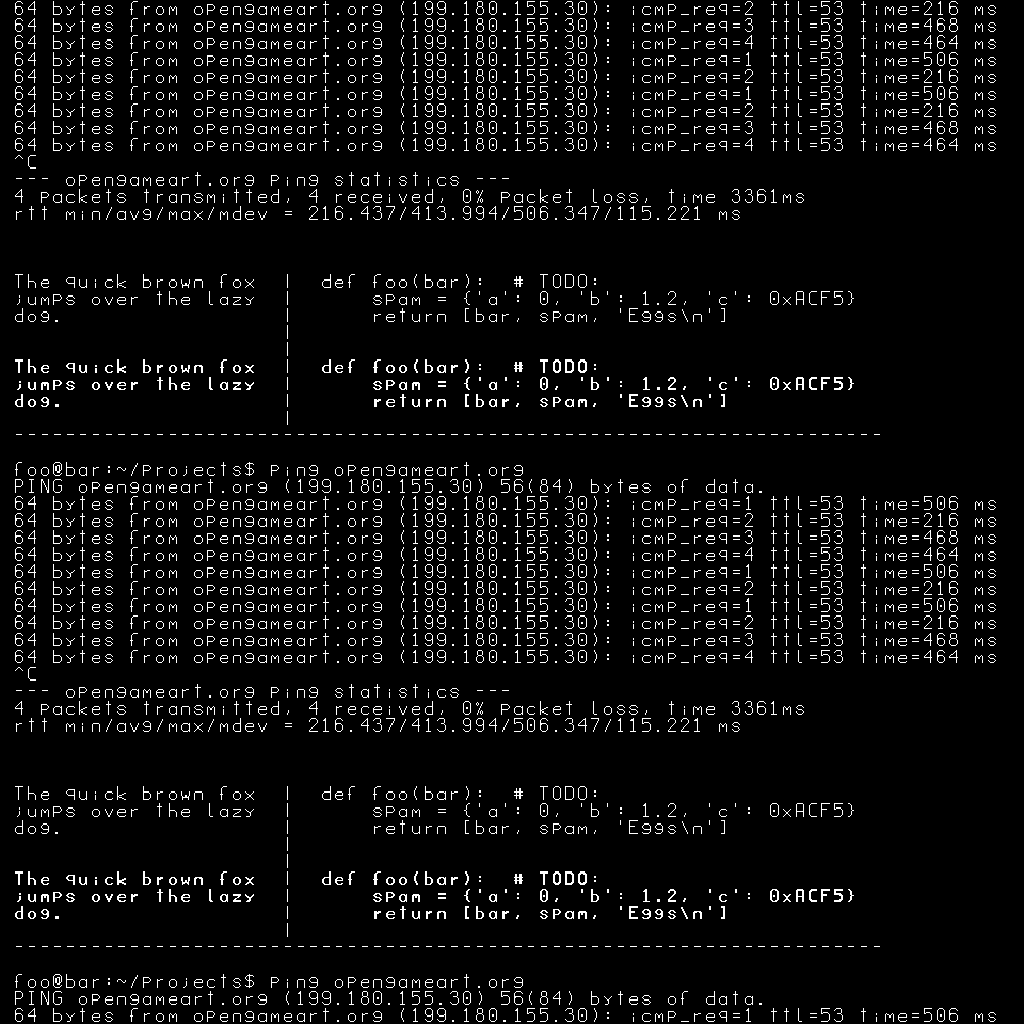 64 bytes from opengameart.org (199.180.155.30): icmp_req=2 ttl=53 time=216 ms
64 bytes from opengameart.org (199.180.155.30): icmp_req=3 ttl=53 time=468 ms
64 bytes from opengameart.org (199.180.155.30): icmp_req=4 ttl=53 time=464 ms
64 bytes from opengameart.org (199.180.155.30): icmp_req=1 ttl=53 time=506 ms
64 bytes from opengameart.org (199.180.155.30): icmp_req=2 ttl=53 time=216 ms
64 bytes from opengameart.org (199.180.155.30): icmp_req=1 ttl=53 time=506 ms
64 bytes from opengameart.org (199.180.155.30): icmp_req=2 ttl=53 time=216 ms
64 bytes from opengameart.org (199.180.155.30): icmp_req=3 ttl=53 time=468 ms
64 bytes from opengameart.org (199.180.155.30): icmp_req=4 ttl=53 time=464 ms
^C
--- opengameart.org ping statistics ---
4 packets transmitted, 4 received, 0% packet loss, time 3361ms
rtt min/avg/max/mdev = 216.437/413.994/506.347/115.221 ms
The quick brown fox | def foo(bar): # TODO:
jumps over the lazy | spam = {'a': 0, 'b': 1.2, 'c': 0xACF5}
dog. | return [bar, spam, 'Eggs\n']
|
|
The quick brown fox | def foo(bar): # TODO:
jumps over the lazy | spam = {'a': 0, 'b': 1.2, 'c': 0xACF5}
dog. | return [bar, spam, 'Eggs\n']
|
--------------------------------------------------------------------
foo@bar:~/Projects$ ping opengameart.org
PING opengameart.org (199.180.155.30) 56(84) bytes of data.
64 bytes from opengameart.org (199.180.155.30): icmp_req=1 ttl=53 time=506 ms
64 bytes from opengameart.org (199.180.155.30): icmp_req=2 ttl=53 time=216 ms
64 bytes from opengameart.org (199.180.155.30): icmp_req=3 ttl=53 time=468 ms
64 bytes from opengameart.org (199.180.155.30): icmp_req=4 ttl=53 time=464 ms
64 bytes from opengameart.org (199.180.155.30): icmp_req=1 ttl=53 time=506 ms
64 bytes from opengameart.org (199.180.155.30): icmp_req=2 ttl=53 time=216 ms
64 bytes from opengameart.org (199.180.155.30): icmp_req=1 ttl=53 time=506 ms
64 bytes from opengameart.org (199.180.155.30): icmp_req=2 ttl=53 time=216 ms
64 bytes from opengameart.org (199.180.155.30): icmp_req=3 ttl=53 time=468 ms
64 bytes from opengameart.org (199.180.155.30): icmp_req=4 ttl=53 time=464 ms
^C
--- opengameart.org ping statistics ---
4 packets transmitted, 4 received, 0% packet loss, time 3361ms
rtt min/avg/max/mdev = 216.437/413.994/506.347/115.221 ms
The quick brown fox | def foo(bar): # TODO:
jumps over the lazy | spam = {'a': 0, 'b': 1.2, 'c': 0xACF5}
dog. | return [bar, spam, 'Eggs\n']
|
|
The quick brown fox | def foo(bar): # TODO:
jumps over the lazy | spam = {'a': 0, 'b': 1.2, 'c': 0xACF5}
dog. | return [bar, spam, 'Eggs\n']
|
--------------------------------------------------------------------
foo@bar:~/Projects$ ping opengameart.org
PING opengameart.org (199.180.155.30) 56(84) bytes of data.
64 bytes from opengameart.org (199.180.155.30): icmp_req=1 ttl=53 time=506 ms